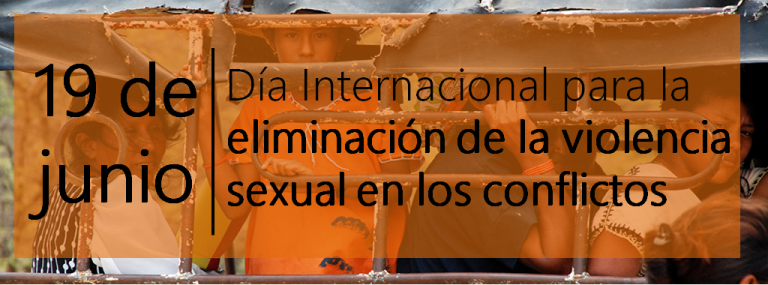 19 de
junio
Día Internacional para la
eliminación de la violencia
sexual en los conflictos